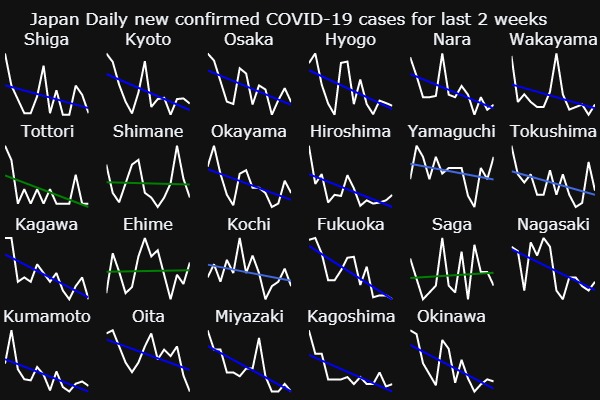 Japan Daily new confirmed COVID-19 cases for last 2 weeks
Shiga Kyoto Osaka Hyogo Nara Wakayama
Tottori Shimane Okayama Hiroshima Yamaguchi Tokushima
Kagawa Ehime Kochi Fukuoka Saga Nagasaki
Kumamoto Oita Miyazaki Kagoshima Okinawa